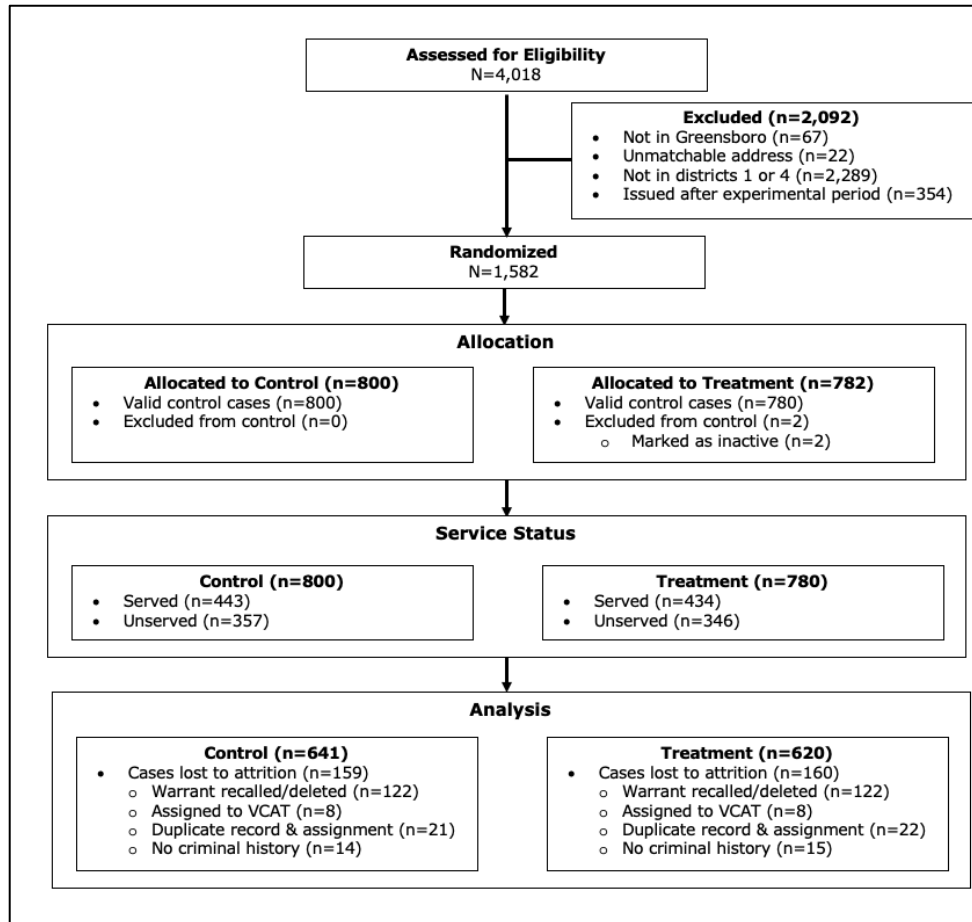 Assessed for Eligibility
N=4,018
Excluded (n=2,092)
• Not in Greensboro (n=67)
• Unmatchable address (n=22)
• Not in districts 1 or 4 (n=2,289)
• Issued after experimental period (n=354)
Randomized
N=1,582
Allocation
Allocated to Control (n=800)
• Valid control cases (n=800)
• Excluded from control (n=0)
Allocated to Treatment (n=782)
• Valid control cases (n=780)
• Excluded from control (n=2)
o Marked as inactive (n=2)
Service Status
Control (n=800)
• Served (n=443)
• Unserved (n=357)
Treatment (n=780)
• Served (n=434)
• Unserved (n=346)
Analysis
Control (n=641)
• Cases lost to attrition (n=159)
o Warrant recalled/deleted (n=122)
o Assigned to VCAT (n=8)
o Duplicate record & assignment (n=21)
o No criminal history (n=14)
Treatment (n=620)
• Cases lost to attrition (n=160)
o Warrant recalled/deleted (n=122)
o Assigned to VCAT (n=8)
o Duplicate record & assignment (n=22)
o No criminal history (n=15)